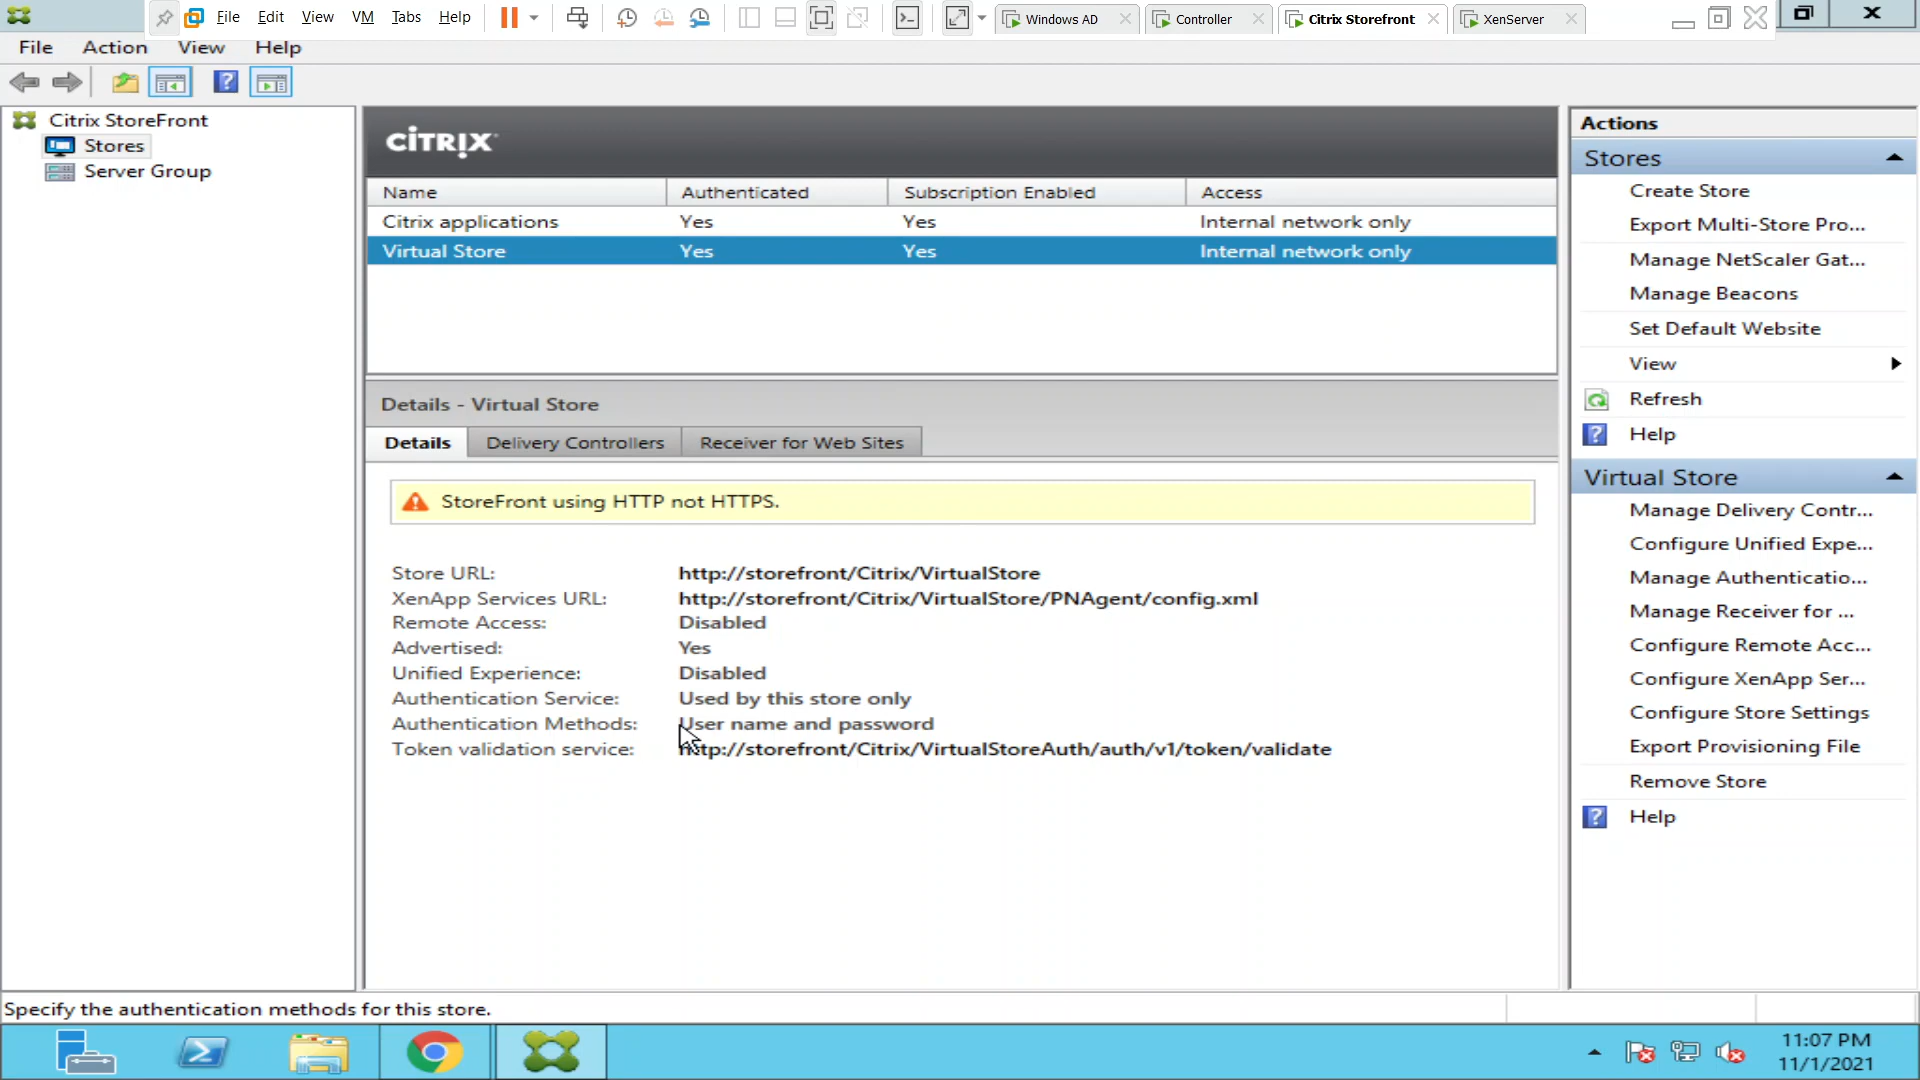 File Edit View VM Tabs Help
Windows AD
Controller
Citrix Storefront
XenServer
File Action View Help
Citrix StoreFront
Stores
Server Group
CİTRIX
Name Authenticated Subscription Enabled Access
Citrix applications Yes Yes Internal network only
Virtual Store Yes Yes Internal network only
Details - Virtual Store
Details Delivery Controllers Receiver for Web Sites
StoreFront using HTTP not HTTPS.
Store URL: http://storefront/Citrix/VirtualStore
XenApp Services URL: http://storefront/Citrix/VirtualStore/PNAgent/config.xml
Remote Access: Disabled
Advertised: Yes
Unified Experience: Disabled
Authentication Service: Used by this store only
Authentication Methods: User name and password
Token validation service: http://storefront/Citrix/VirtualStoreAuth/auth/v1/token/validate
Actions
Stores
Create Store
Export Multi-Store Pro...
Manage NetScaler Gat...
Manage Beacons
Set Default Website
View
Refresh
Help
Virtual Store
Manage Delivery Contr...
Configure Unified Expe...
Manage Authenticatio...
Manage Receiver for ...
Configure Remote Acc...
Configure XenApp Ser...
Configure Store Settings
Export Provisioning File
Remove Store
Help
Specify the authentication methods for this store.
11:07 PM
11/1/2021